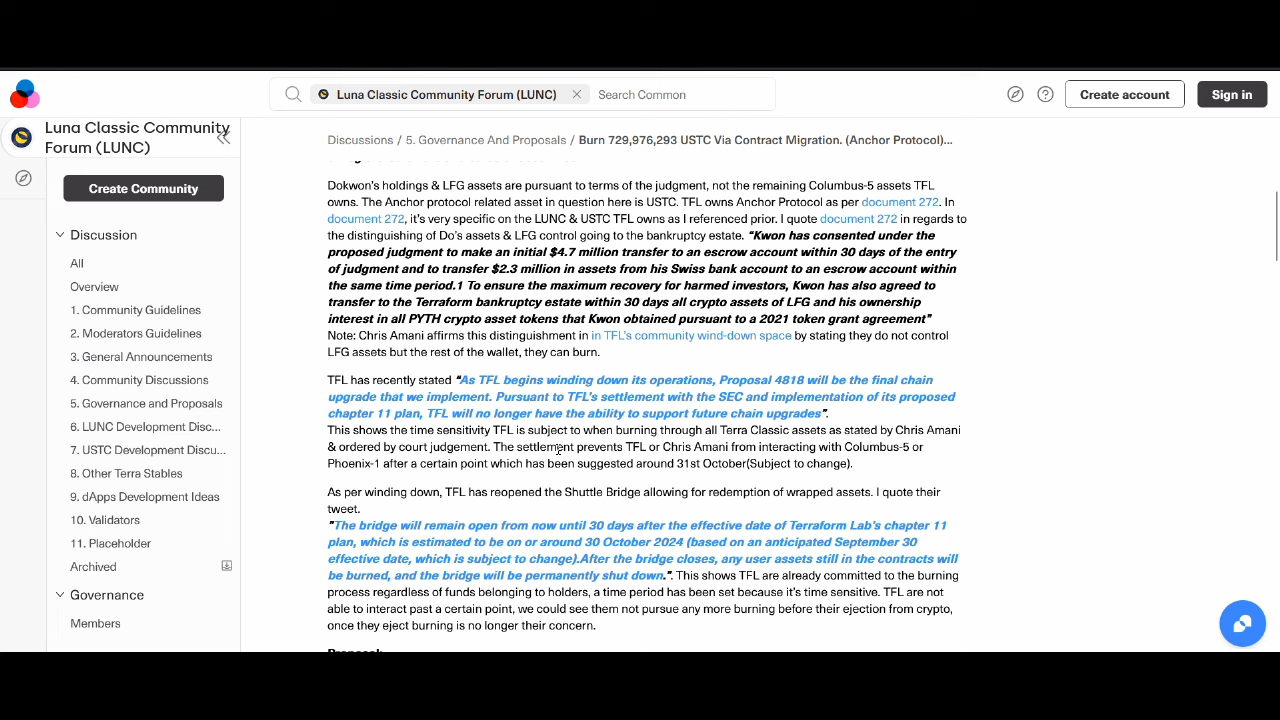 Luna Classic Community Forum (LUNC)
Search Common
Create account
Sign in
Luna Classic Community
Forum (LUNC)
Create Community
Discussion
All
Overview
1. Community Guidelines
2. Moderators Guidelines
3. General Announcements
4. Community Discussions
5. Governance and Proposals
6. LUNC Development Disc...
7. USTC Development Discu...
8. Other Terra Stables
9. dApps Development Ideas
10. Validators
11. Placeholder
Archived
Governance
Members
Discussions / 5. Governance And Proposals / Burn 729,976,293 USTC Via Contract Migration. (Anchor Protocol)...
Dokwon's holdings & LFG assets are pursuant to terms of the judgment, not the remaining Columbus-5 assets TFL
owns. The Anchor protocol related asset in question here is USTC. TFL owns Anchor Protocol as per document 272. In
document 272, it's very specific on the LUNC & USTC TFL owns as I referenced prior. I quote document 272 in regards to
the distinguishing of Do's assets & LFG control going to the bankruptcy estate. "Kwon has consented under the
proposed judgment to make an initial $4.7 million transfer to an escrow account within 30 days of the entry
of judgment and to transfer $2.3 million in assets from his Swiss bank account to an escrow account within
the same time period.1 To ensure the maximum recovery for harmed investors, Kwon has also agreed to
transfer to the Terraform bankruptcy estate within 30 days all crypto assets of LFG and his ownership
interest in all PYTH crypto asset tokens that Kwon obtained pursuant to a 2021 token grant agreement"
Note: Chris Amani affirms this distinguishment in in TFL's community wind-down space by stating they do not control
LFG assets but the rest of the wallet, they can burn.
TFL has recently stated "As TFL begins winding down its operations, Proposal 4818 will be the final chain
upgrade that we implement. Pursuant to TFL's settlement with the SEC and implementation of its proposed
chapter 11 plan, TFL will no longer have the ability to support future chain upgrades".
This shows the time sensitivity TFL is subject to when burning through all Terra Classic assets as stated by Chris Amani
& ordered by court judgement. The settlement prevents TFL or Chris Amani from interacting with Columbus-5 or
Phoenix-1 after a certain point which has been suggested around 31st October(Subject to change).
As per winding down, TFL has reopened the Shuttle Bridge allowing for redemption of wrapped assets. I quote their
tweet.
"The bridge will remain open from now until 30 days after the effective date of Terraform Lab's chapter 11
plan, which is estimated to be on or around 30 October 2024 (based on an anticipated September 30
effective date, which is subject to change).After the bridge closes, any user assets still in the contracts will
be burned, and the bridge will be permanently shut down.". This shows TFL are already committed to the burning
process regardless of funds belonging to holders, a time period has been set because it's time sensitive. TFL are not
able to interact past a certain point, we could see them not pursue any more burning before their ejection from crypto,
once they eject burning is no longer their concern.